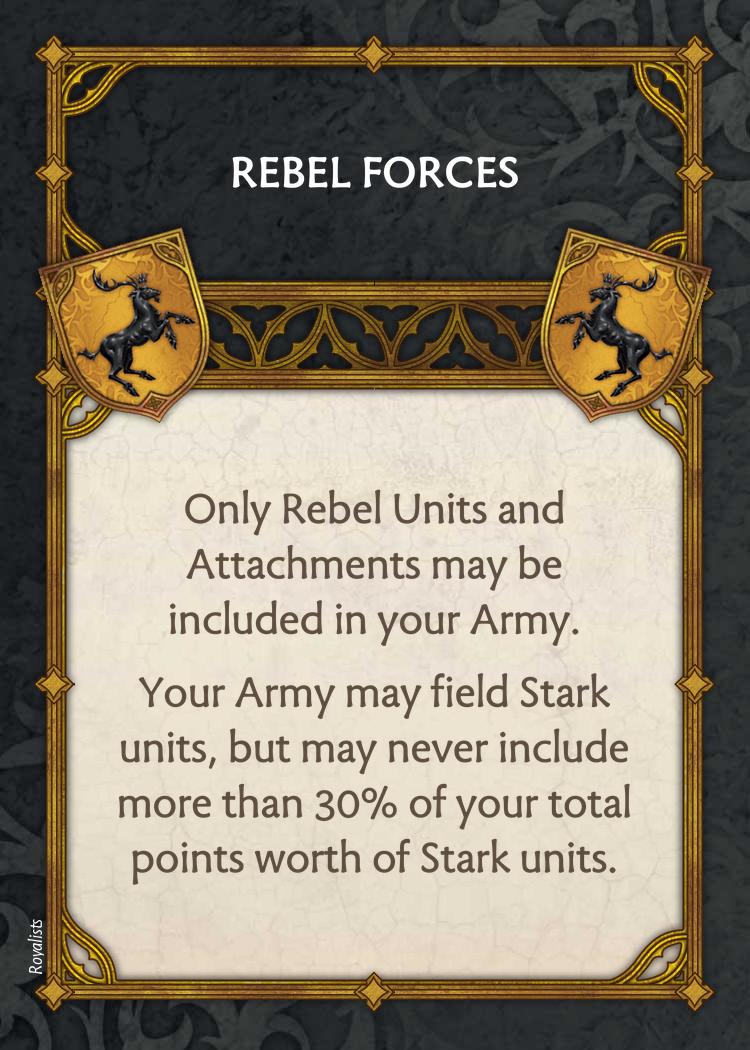 REBEL FORCES
Only Rebel Units and
Attachments may be
included in your Army.
Your Army may field Stark
units, but may never include
more than 30% of your total
points worth of Stark units.
Royalists